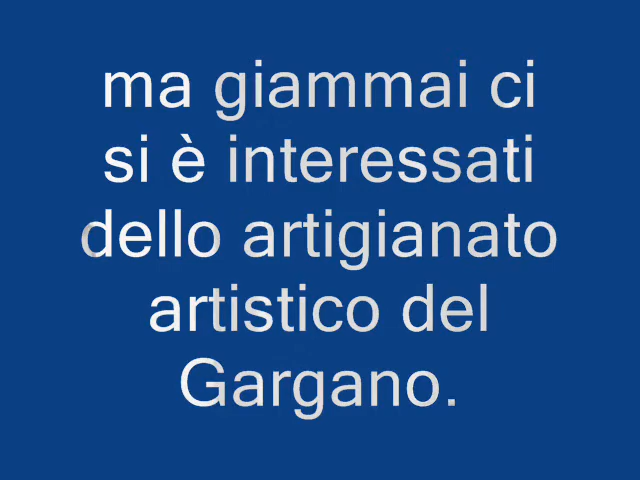 ma giammai ci
si è interessati
dello artigianato
artistico del
Gargano.